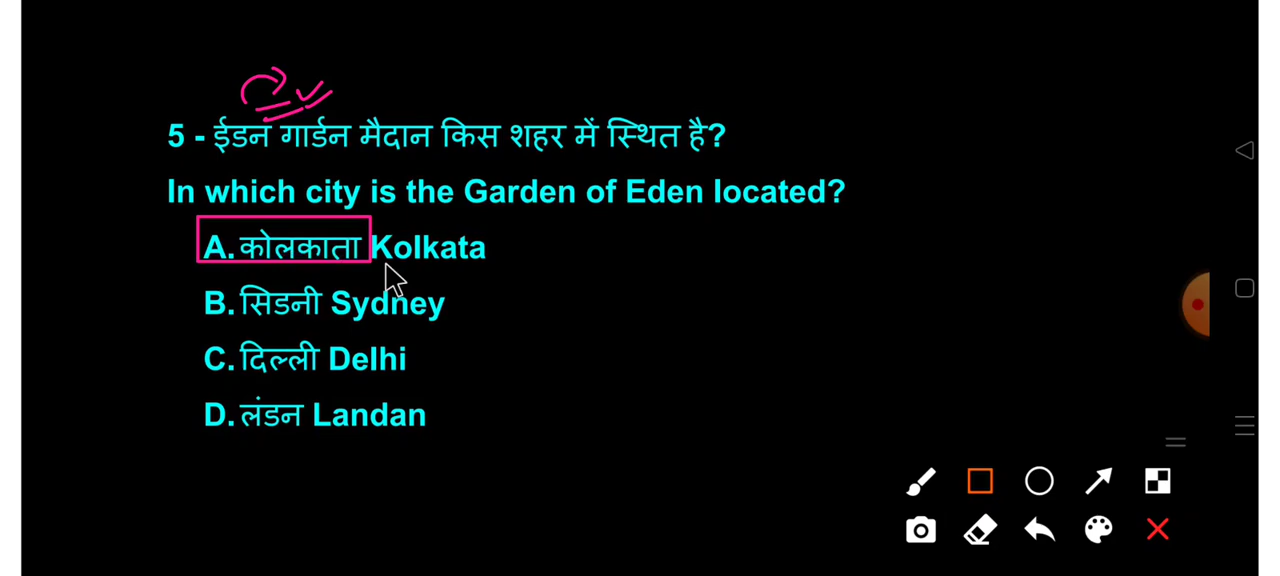 5 - ईडन गार्डन मैदान किस शहर में स्थित है?
In which city is the Garden of Eden located?
A. कोलकाता Kolkata
B. सिडनी Sydney
C. दिल्ली Delhi
D. लंडन Landan